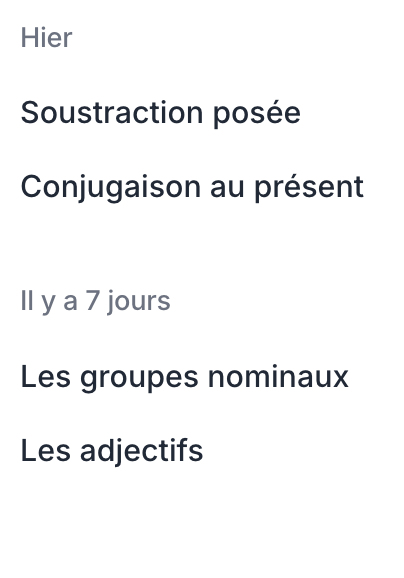 Hier
Soustraction posée
Conjugaison au présent
Il y a 7 jours
Les groupes nominaux
Les adjectifs